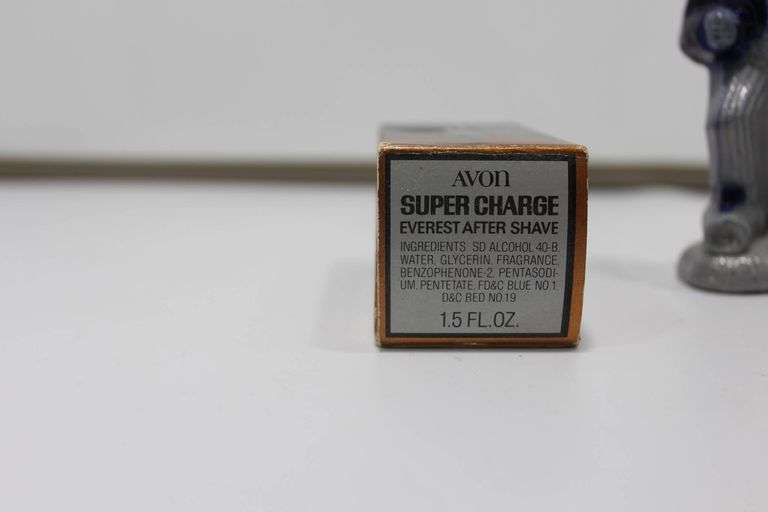 AVON
SUPER CHARGE
EVEREST AFTER SHAVE
INGREDIENTS SD ALCOHOL 40-B,
WATER, GLYCERIN, FRAGRANCE,
BENZOPHENONE-2, PENTASODI-
UM PENTETATE, FD&C BLUE NO.1
D&C RED NO.19
1.5 FL.OZ.